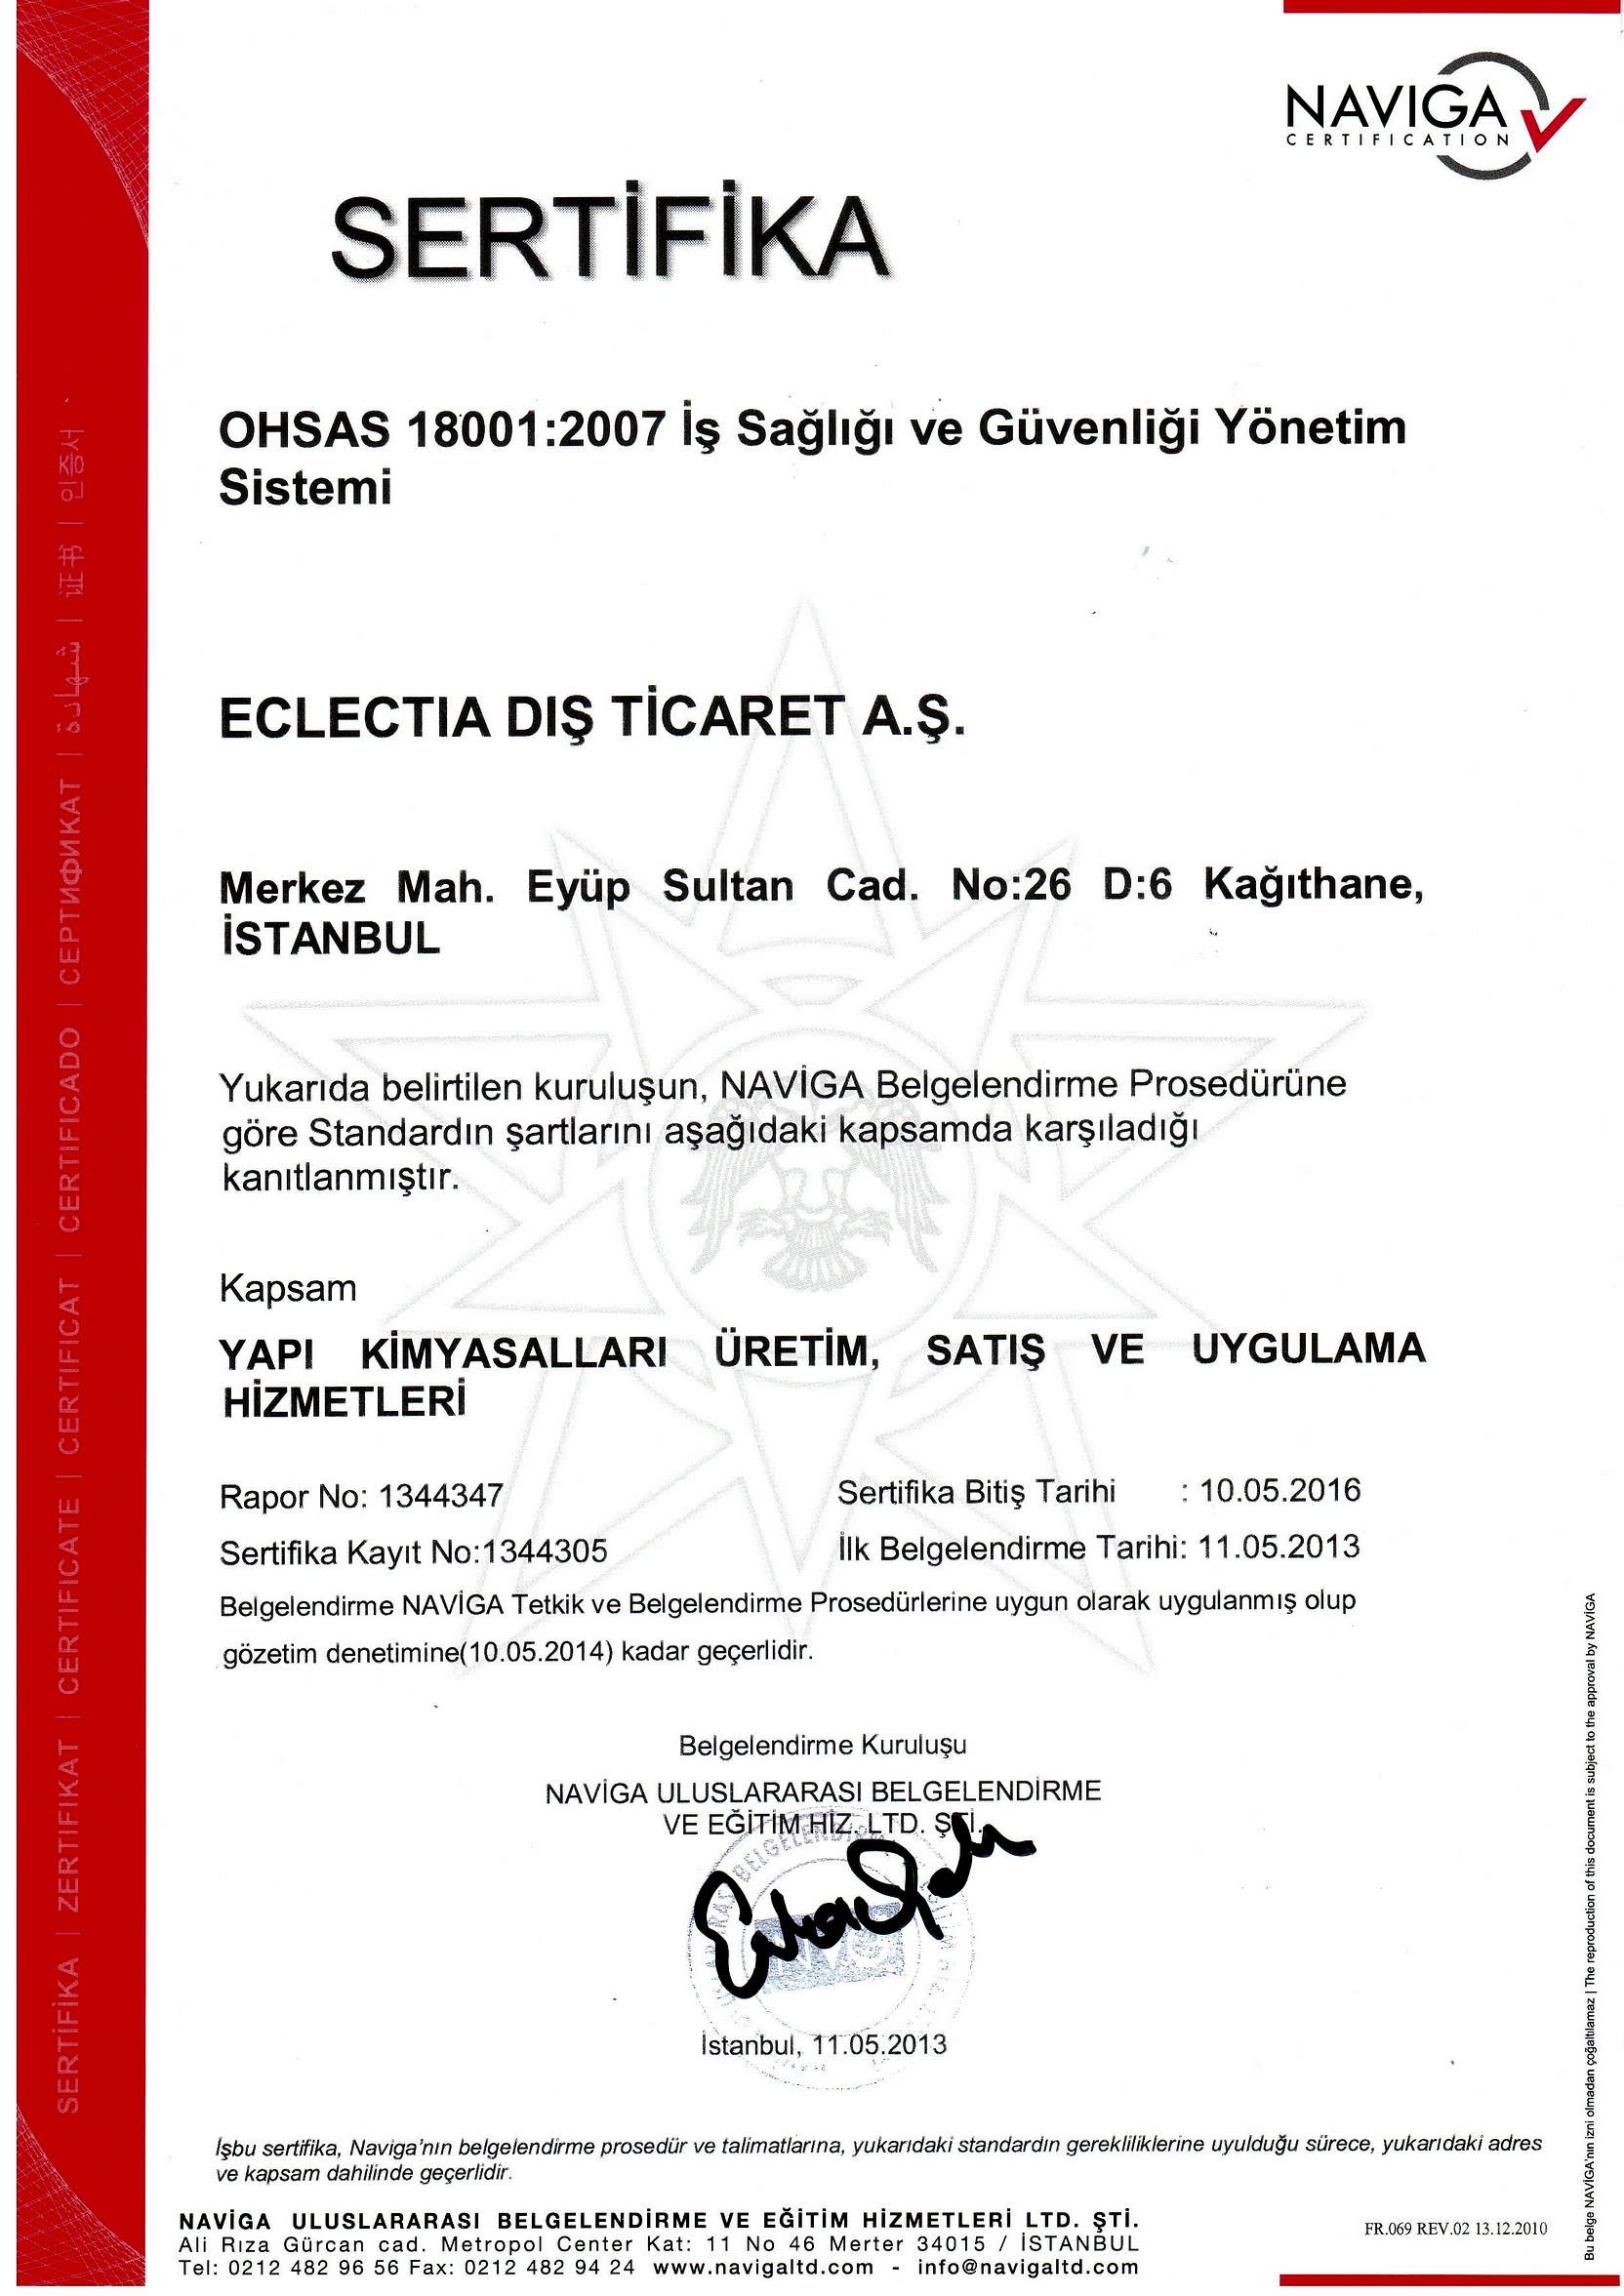 NAVIGA
CERTIFICATION
SERTİFİKA
OHSAS 18001:2007 İş Sağlığı ve Güvenliği Yönetim
Sistemi
ECLECTIA DIŞ TİCARET A.Ş.
Merkez Mah. Eyüp Sultan Cad. No:26 D:6 Kağıthane,
İSTANBUL
Yukarıda belirtilen kuruluşun, NAVİGA Belgelendirme Prosedürüne
göre Standardın şartlarını aşağıdaki kapsamda karşıladığı
kanıtlanmıştır.
Kapsam
YAPI KİMYASALLARI ÜRETİM, SATIŞ VE UYGULAMA
HİZMETLERİ
Rapor No: 1344347
Sertifika Bitiş Tarihi : 10.05.2016
Sertifika Kayıt No:1344305
İlk Belgelendirme Tarihi: 11.05.2013
Belgelendirme NAVİGA Tetkik ve Belgelendirme Prosedürlerine uygun olarak uygulanmış olup
gözetim denetimine(10.05.2014) kadar geçerlidir.
Belgelendirme Kuruluşu
NAVİGA ULUSLARARASI BELGELENDİRME
VE EĞİTİM HİZ. LTD. ŞTİ.
İstanbul, 11.05.2013
İşbu sertifika, Naviga'nın belgelendirme prosedür ve talimatlarına, yukarıdaki standardın gerekliliklerine uyulduğu sürece, yukarıdaki adres
ve kapsam dahilinde geçerlidir.
NAVİGA ULUSLARARASI BELGELENDİRME VE EĞİTİM HİZMETLERİ LTD. ŞTİ.
Ali Rıza Gürcan cad. Metropol Center Kat: 11 No 46 Merter 34015 / İSTANBUL
Tel: 0212 482 96 56 Fax: 0212 482 94 24 www.navigaltd.com - info@navigaltd.com
FR.069 REV.02 13.12.2010
SERTİFİKA | ZERTIFIKAT | CERTIFICATE | CERTIFICAT | CERTIFICADO | СЕРТИФИКАТ | شهادة | 证书 | 인증서
Bu belge NAVİGA'nın izni olmadan çoğaltılamaz | The reproduction of this document is subject to the approval by NAVİGA